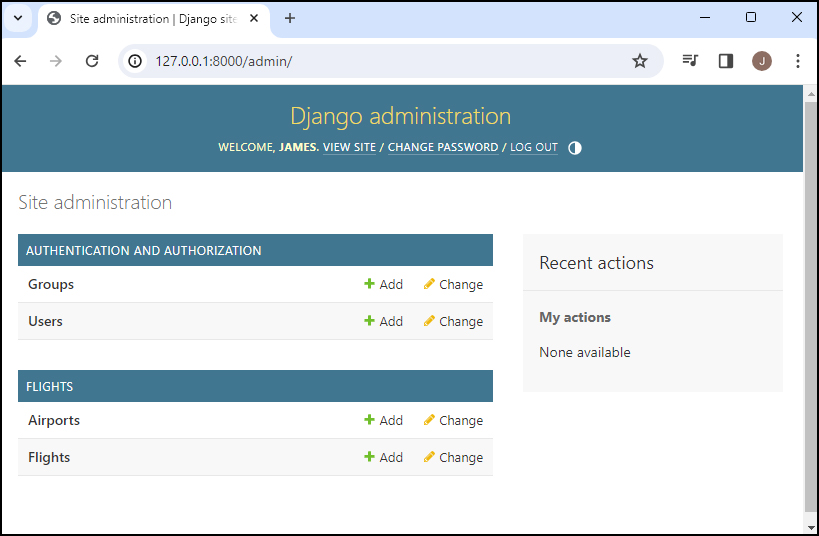 Site administration | Django site
127.0.0.1:8000/admin/
J
Django administration
WELCOME, JAMES. VIEW SITE / CHANGE PASSWORD / LOG OUT
Site administration
AUTHENTICATION AND AUTHORIZATION
Groups Add Change
Users Add Change
FLIGHTS
Airports Add Change
Flights Add Change
Recent actions
My actions
None available